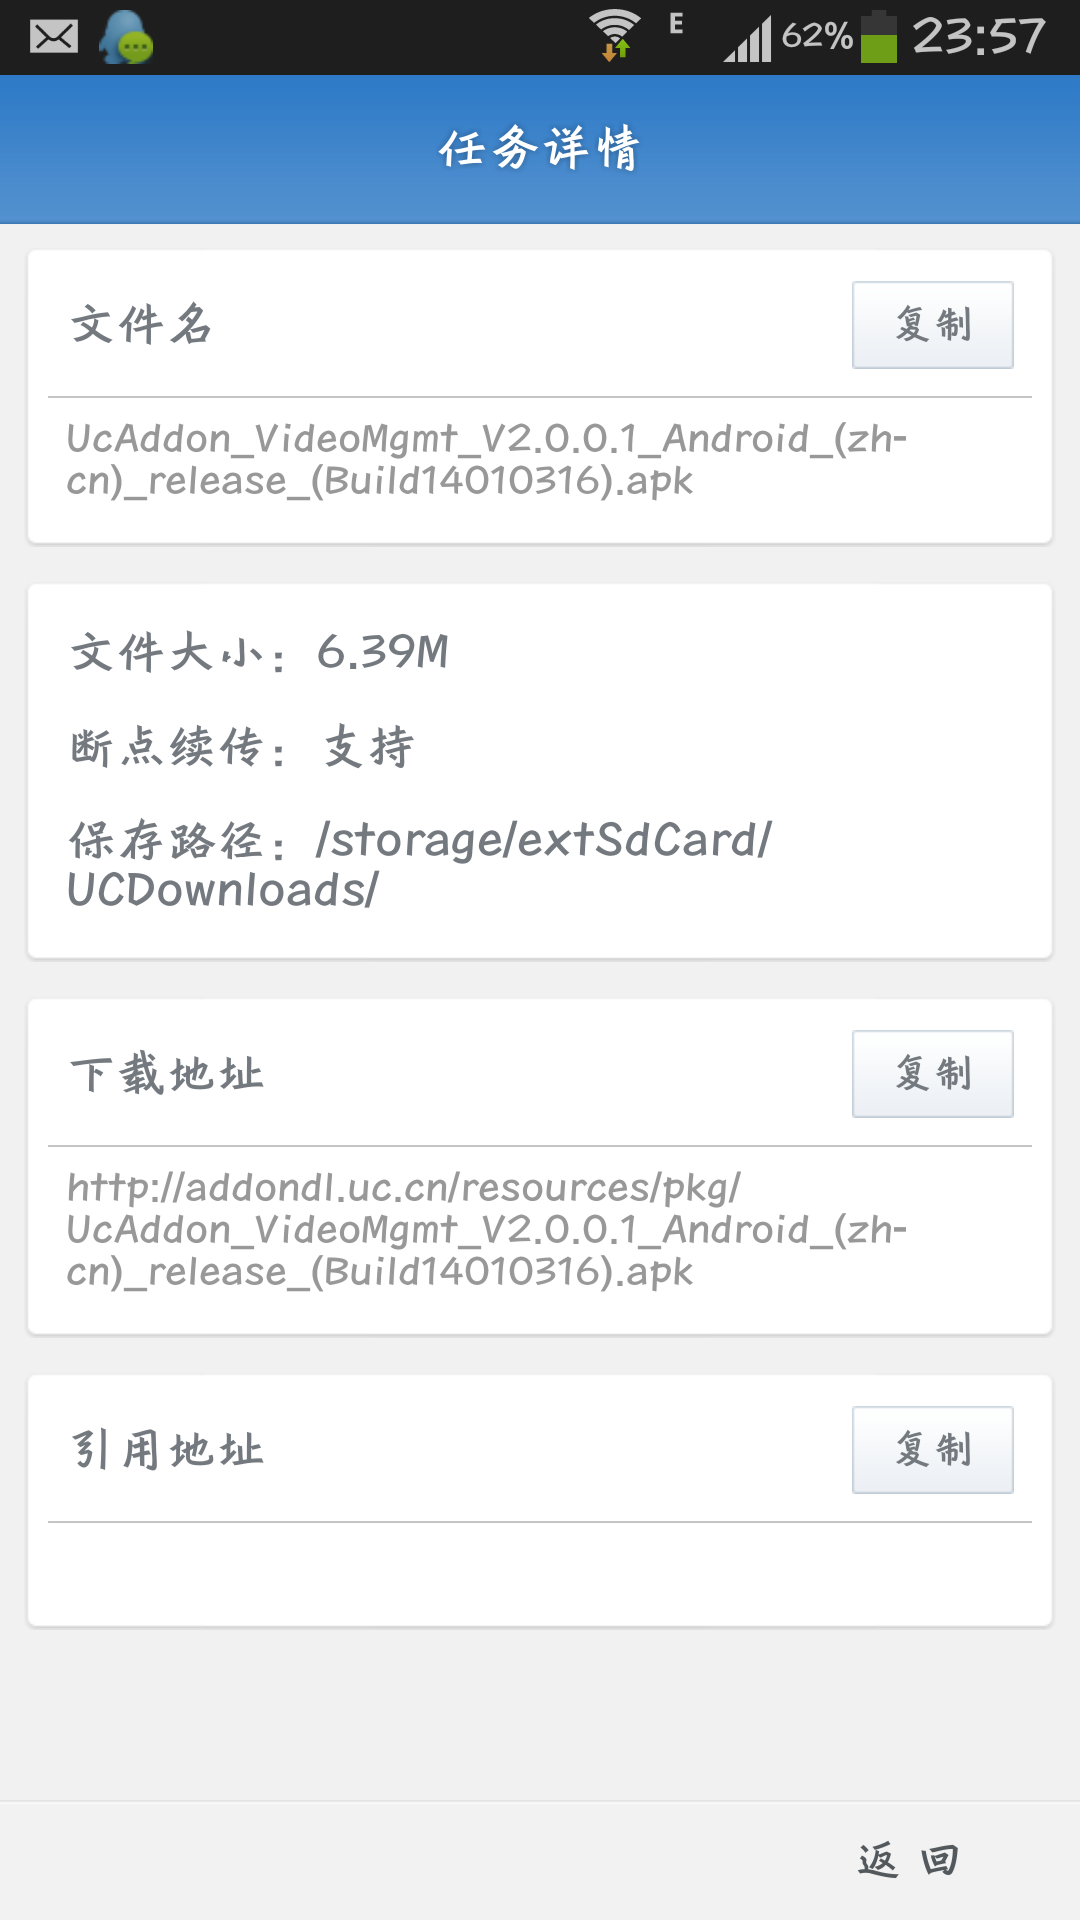 E 62% 23:57
任务详情
文件名 复制
UcAddon_VideoMgmt_V2.0.0.1_Android_(zh-
cn)_release_(Build14010316).apk
文件大小：6.39M
断点续传：支持
保存路径：/storage/extSdCard/
UCDownloads/
下载地址 复制
http://addondl.uc.cn/resources/pkg/
UcAddon_VideoMgmt_V2.0.0.1_Android_(zh-
cn)_release_(Build14010316).apk
引用地址 复制
返回